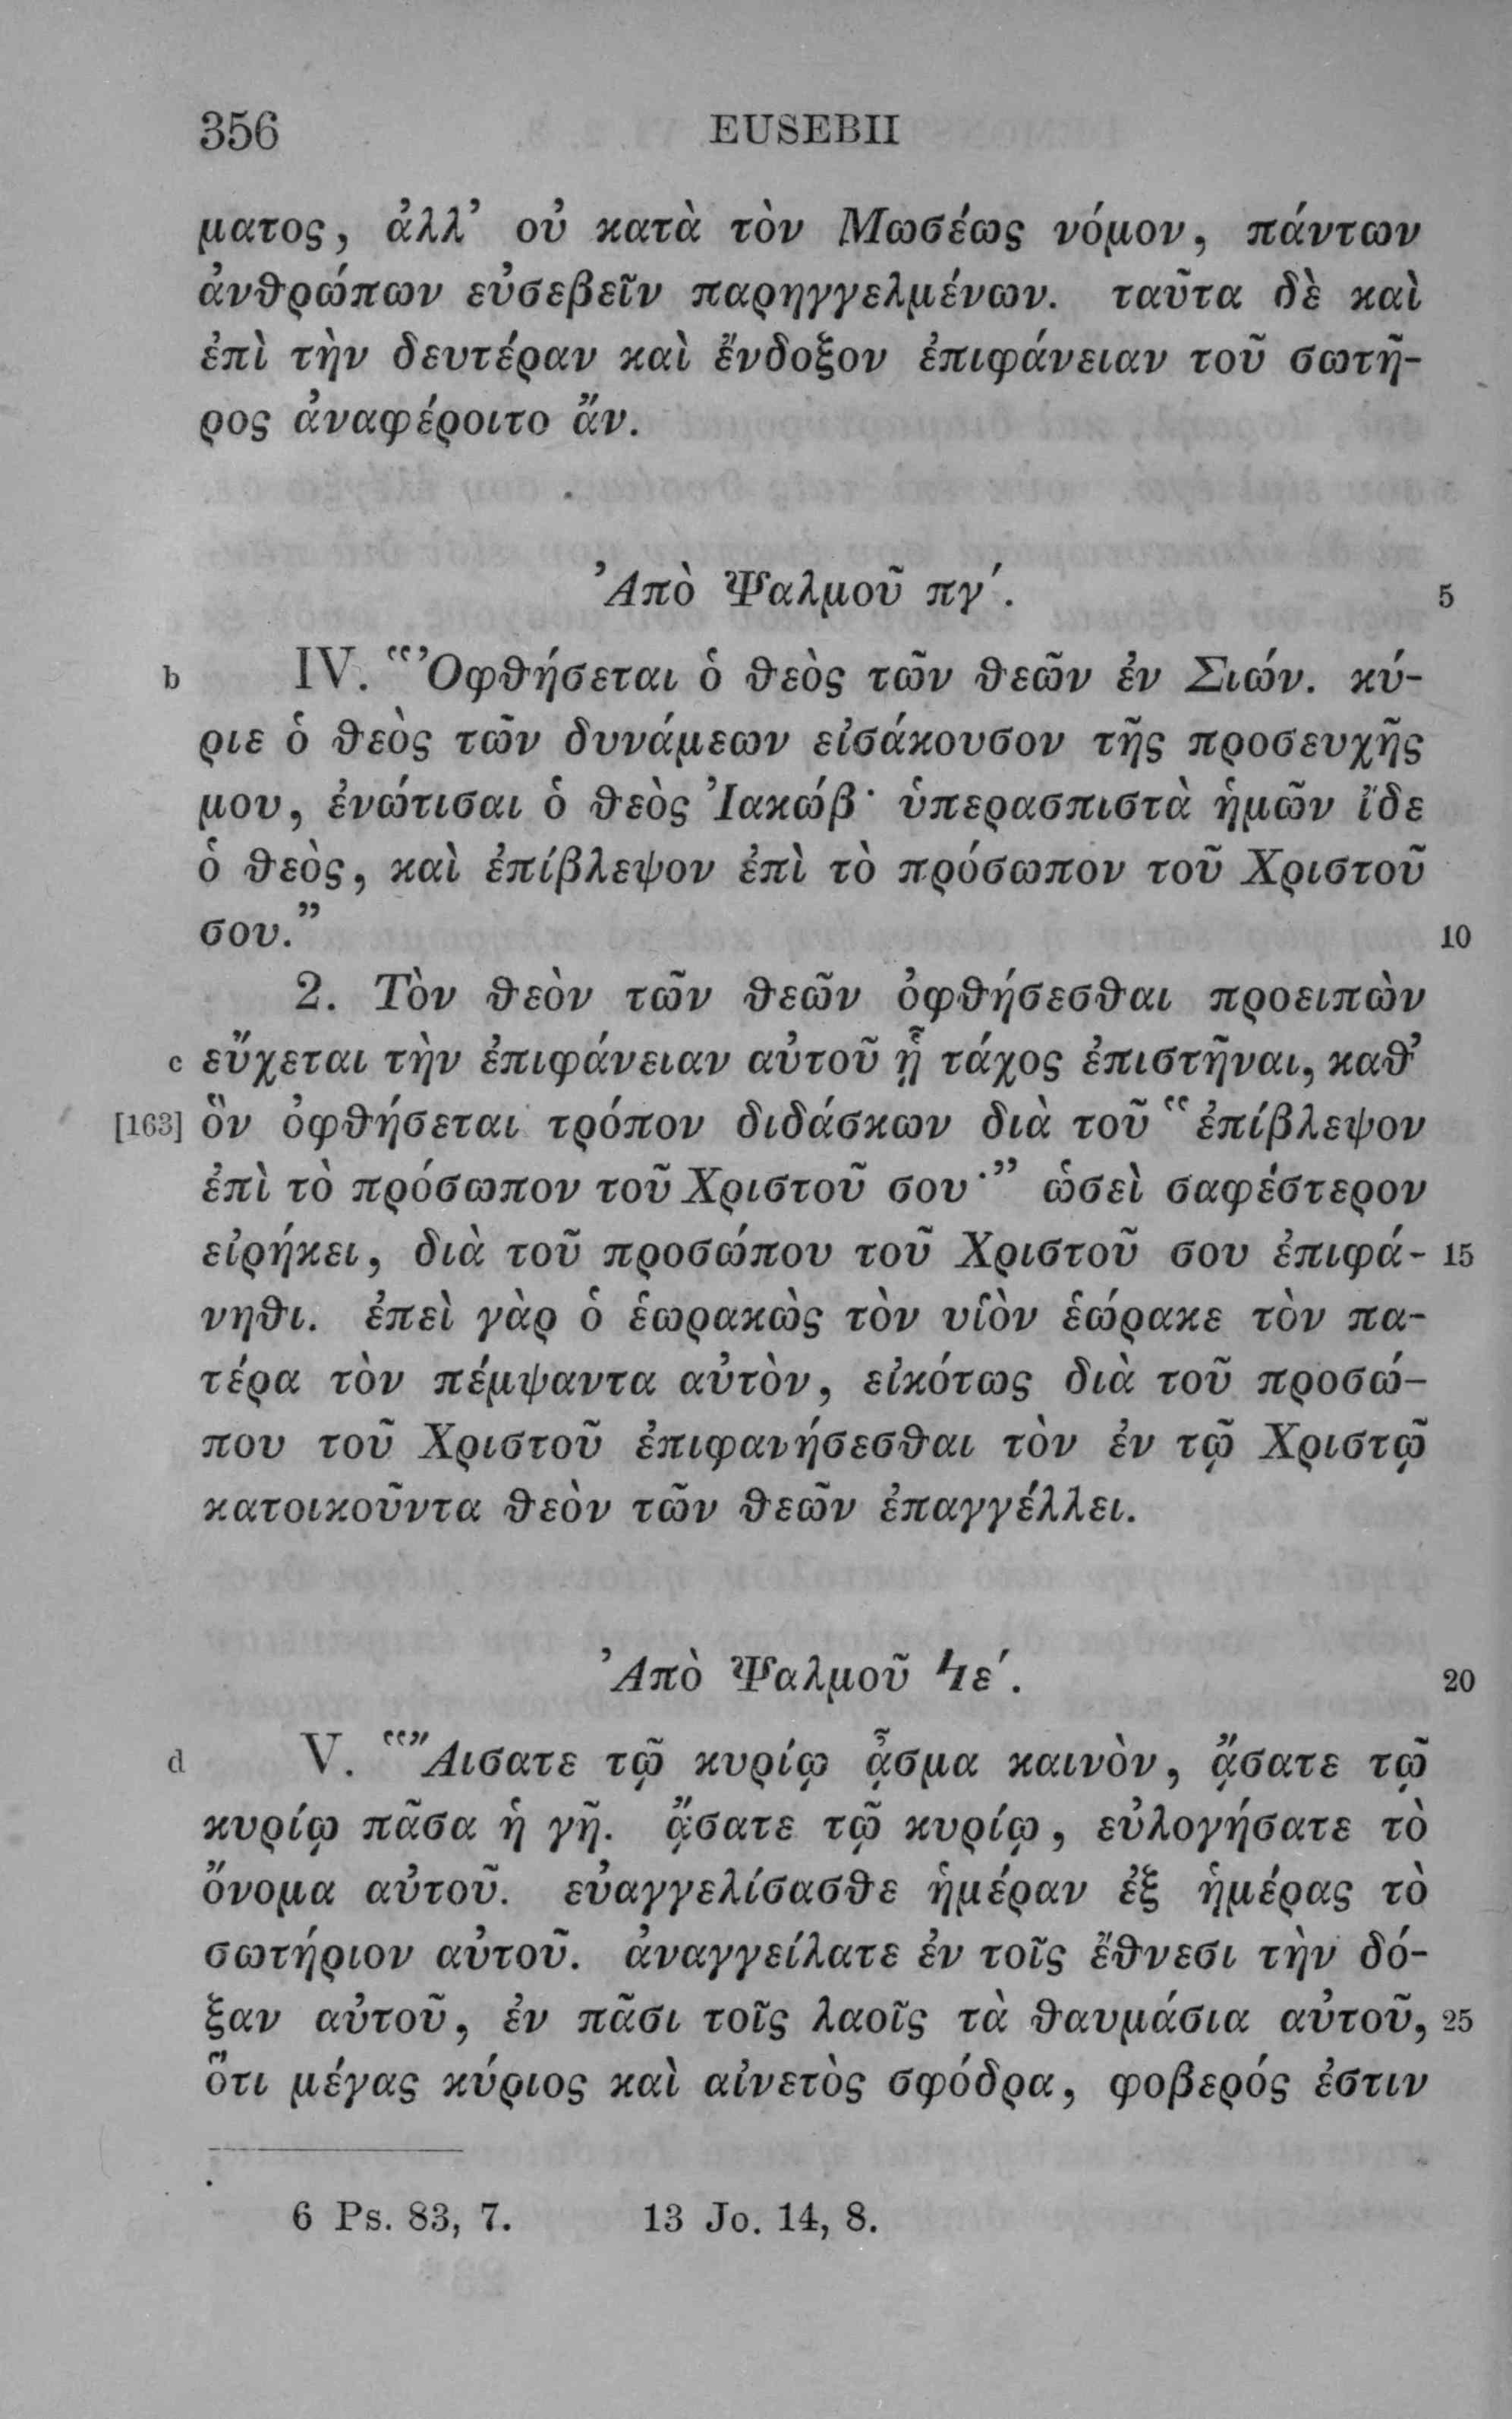 356 EUSEBII
ματος, ἀλλ’ οὐ κατὰ τὸν Μωσέως νόμον, πάντων
ἀνθρώπων εὐσεβεῖν παρηγγελμένων. ταῦτα δὲ καὶ
ἐπὶ τὴν δευτέραν καὶ ἔνδοξον ἐπιφάνειαν τοῦ σωτῆ-
ρος ἀναφέροιτο ἄν.
Ἀπὸ Ψαλμοῦ πγ΄. 5
b IV. “Ὀφθήσεται ὁ θεὸς τῶν θεῶν ἐν Σιών. κύ-
ριε ὁ θεὸς τῶν δυνάμεων εἰσάκουσον τῆς προσευχῆς
μου, ἐνώτισαι ὁ θεὸς Ἰακώβ· ὑπερασπιστὰ ἡμῶν ἴδε
ὁ θεὸς, καὶ ἐπίβλεψον ἐπὶ τὸ πρόσωπον τοῦ Χριστοῦ
σου.” 10
2. Τὸν θεὸν τῶν θεῶν ὀφθήσεσθαι προειπὼν
c εὔχεται τὴν ἐπιφάνειαν αὐτοῦ ᾗ τάχος ἐπιστῆναι, καθ’
[163] ὃν ὀφθήσεται τρόπον διδάσκων διὰ τοῦ “ἐπίβλεψον
ἐπὶ τὸ πρόσωπον τοῦ Χριστοῦ σου·” ὡσεὶ σαφέστερον
εἰρήκει, διὰ τοῦ προσώπου τοῦ Χριστοῦ σου ἐπιφά- 15
νηθι. ἐπεὶ γὰρ ὁ ἑωρακὼς τὸν υἱὸν ἑώρακε τὸν πα-
τέρα τὸν πέμψαντα αὐτὸν, εἰκότως διὰ τοῦ προσώ-
που τοῦ Χριστοῦ ἐπιφανήσεσθαι τὸν ἐν τῷ Χριστῷ
κατοικοῦντα θεὸν τῶν θεῶν ἐπαγγέλλει.
Ἀπὸ Ψαλμοῦ ϟε΄. 20
d V. “Ἄισατε τῷ κυρίῳ ᾆσμα καινὸν, ᾄσατε τῷ
κυρίῳ πᾶσα ἡ γῆ. ᾄσατε τῷ κυρίῳ, εὐλογήσατε τὸ
ὄνομα αὐτοῦ. εὐαγγελίσασθε ἡμέραν ἐξ ἡμέρας τὸ
σωτήριον αὐτοῦ. ἀναγγείλατε ἐν τοῖς ἔθνεσι τὴν δό-
ξαν αὐτοῦ, ἐν πᾶσι τοῖς λαοῖς τὰ θαυμάσια αὐτοῦ, 25
ὅτι μέγας κύριος καὶ αἰνετὸς σφόδρα, φοβερός ἐστιν
6 Ps. 83, 7. 13 Jo. 14, 8.